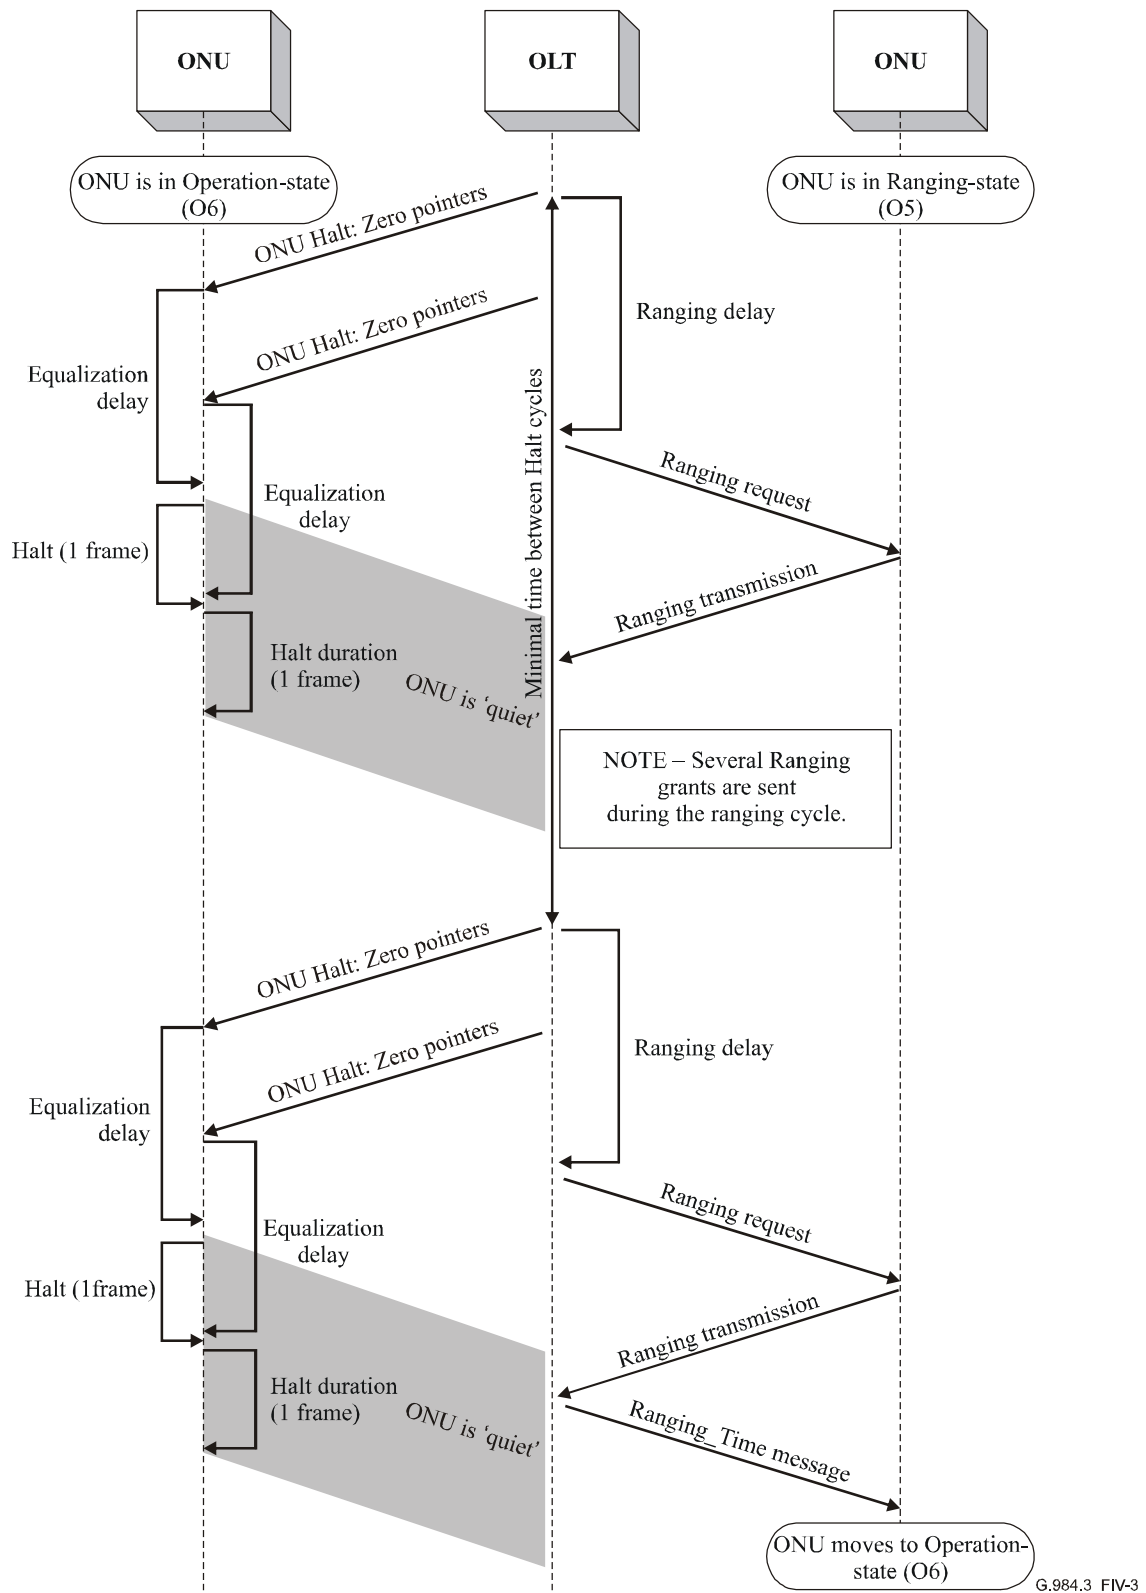 ONU
OLT
ONU
ONU is in Operation-state
(O6)
ONU is in Ranging-state
(O5)
ONU Halt: Zero pointers
ONU Halt: Zero pointers
Ranging delay
Equalization
delay
Minimal time between Halt cycles
Ranging request
Equalization
delay
Halt (1 frame)
Ranging transmission
Halt duration
(1 frame)
ONU is ‘quiet’
NOTE – Several Ranging
grants are sent
during the ranging cycle.
ONU Halt: Zero pointers
ONU Halt: Zero pointers
Ranging delay
Equalization
delay
Ranging request
Equalization
delay
Halt (1frame)
Ranging transmission
Halt duration
(1 frame)
ONU is ‘quiet’
Ranging_Time message
ONU moves to Operation-
state (O6)
G.984.3_FIV-3